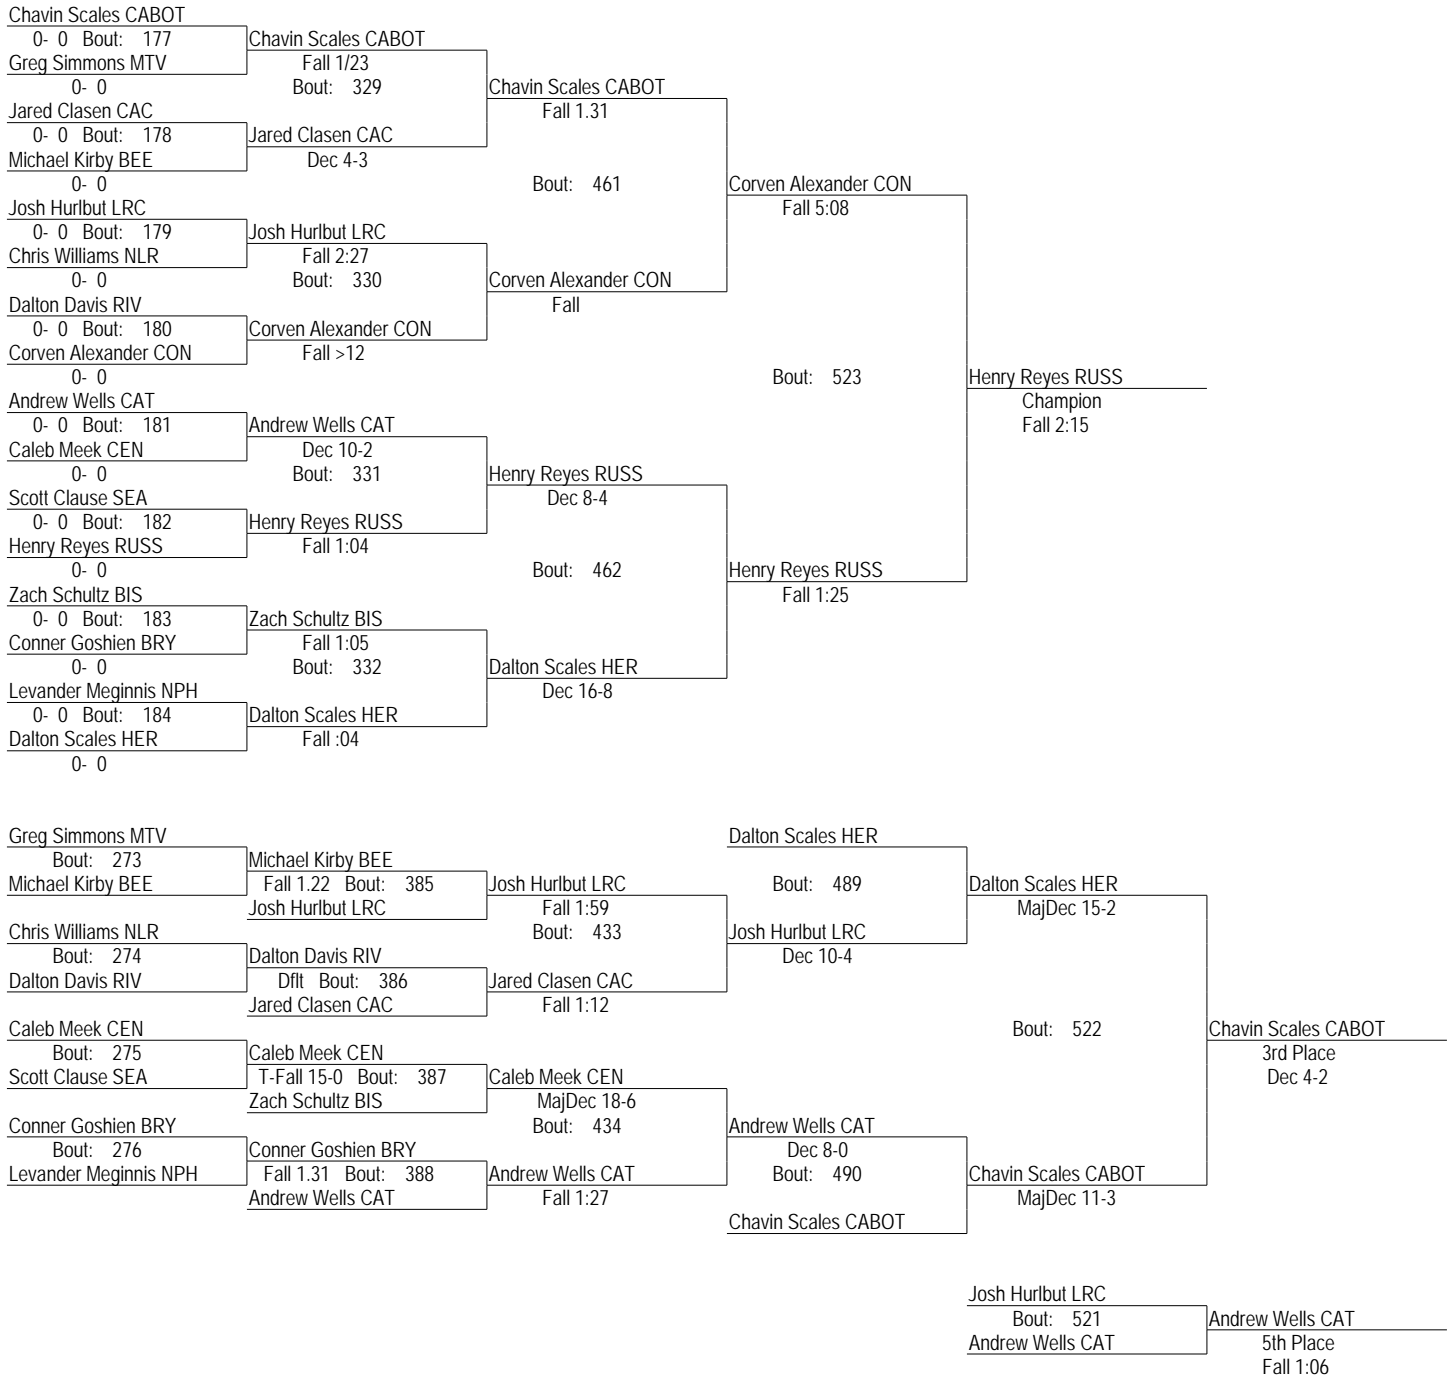 Chavin Scales CABOT
0- 0 Bout: 177 Chavin Scales CABOT
Greg Simmons MTV Fall 1/23
0- 0 Bout: 329 Chavin Scales CABOT
Jared Clasen CAC Fall 1.31
0- 0 Bout: 178 Jared Clasen CAC
Michael Kirby BEE Dec 4-3
0- 0 Bout: 461 Corven Alexander CON
Josh Hurlbut LRC Fall 5:08
0- 0 Bout: 179 Josh Hurlbut LRC
Chris Williams NLR Fall 2:27
0- 0 Bout: 330 Corven Alexander CON
Dalton Davis RIV Fall
0- 0 Bout: 180 Corven Alexander CON
Corven Alexander CON Fall >12
0- 0 Bout: 523 Henry Reyes RUSS
Andrew Wells CAT Champion
0- 0 Bout: 181 Andrew Wells CAT Fall 2:15
Caleb Meek CEN Dec 10-2
0- 0 Bout: 331 Henry Reyes RUSS
Scott Clause SEA Dec 8-4
0- 0 Bout: 182 Henry Reyes RUSS
Henry Reyes RUSS Fall 1:04
0- 0 Bout: 462 Henry Reyes RUSS
Zach Schultz BIS Fall 1:25
0- 0 Bout: 183 Zach Schultz BIS
Conner Goshien BRY Fall 1:05
0- 0 Bout: 332 Dalton Scales HER
Levander Meginnis NPH Dec 16-8
0- 0 Bout: 184 Dalton Scales HER
Dalton Scales HER Fall :04
0- 0
Greg Simmons MTV Dalton Scales HER
Bout: 273 Michael Kirby BEE
Michael Kirby BEE Fall 1.22 Bout: 385 Josh Hurlbut LRC Bout: 489 Dalton Scales HER
Josh Hurlbut LRC Fall 1:59 MajDec 15-2
Chris Williams NLR Bout: 433 Josh Hurlbut LRC
Bout: 274 Dalton Davis RIV Dec 10-4
Dalton Davis RIV Dflt Bout: 386 Jared Clasen CAC
Jared Clasen CAC Fall 1:12
Caleb Meek CEN Bout: 522 Chavin Scales CABOT
Bout: 275 Caleb Meek CEN 3rd Place
Scott Clause SEA T-Fall 15-0 Bout: 387 Caleb Meek CEN Dec 4-2
Zach Schultz BIS MajDec 18-6
Conner Goshien BRY Bout: 434 Andrew Wells CAT
Bout: 276 Conner Goshien BRY Dec 8-0
Levander Meginnis NPH Fall 1.31 Bout: 388 Andrew Wells CAT Bout: 490 Chavin Scales CABOT
Andrew Wells CAT Fall 1:27 MajDec 11-3
Chavin Scales CABOT
Josh Hurlbut LRC
Bout: 521 Andrew Wells CAT
Andrew Wells CAT 5th Place
Fall 1:06